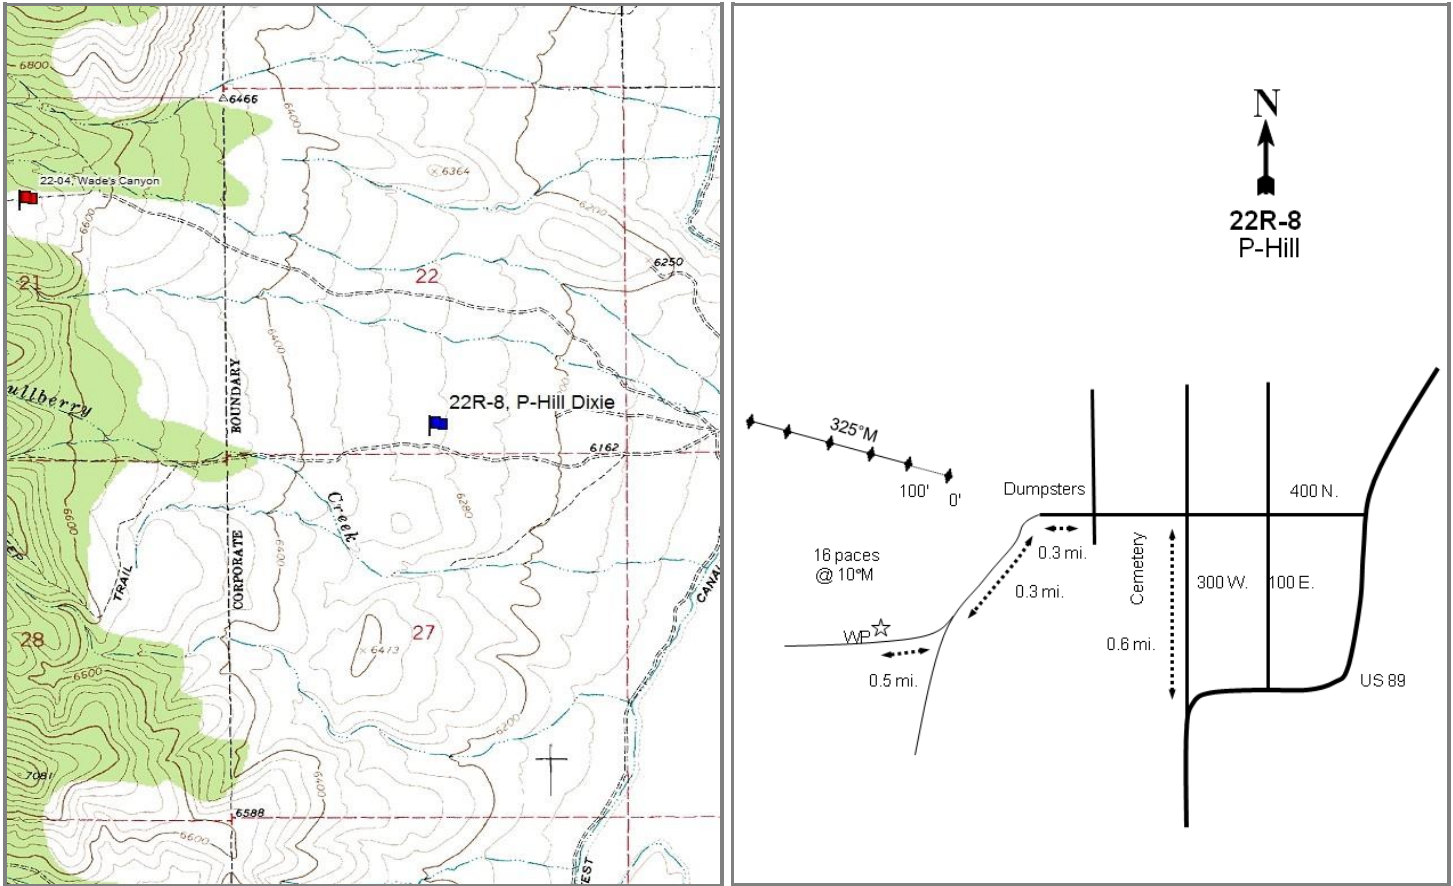 6800
6466
6400
6364
22-04, Wade's Canyon
6200
6600
6250
22
21
6400
BOUNDARY
ullberry
22R-8, P-Hill Dixie
6162
Creek
6280
6600
CORPORATE
6400
TRAIL
CANAL
28
27
6413
6600
6200
7081
6400
6588
6600
EST
N
22R-8
P-Hill
325°M
100'
0'
Dumpsters
400 N.
0.3 mi.
16 paces
@ 10°M
Cemetery
0.3 mi.
300 W.
100 E.
WP
0.6 mi.
0.5 mi.
US 89